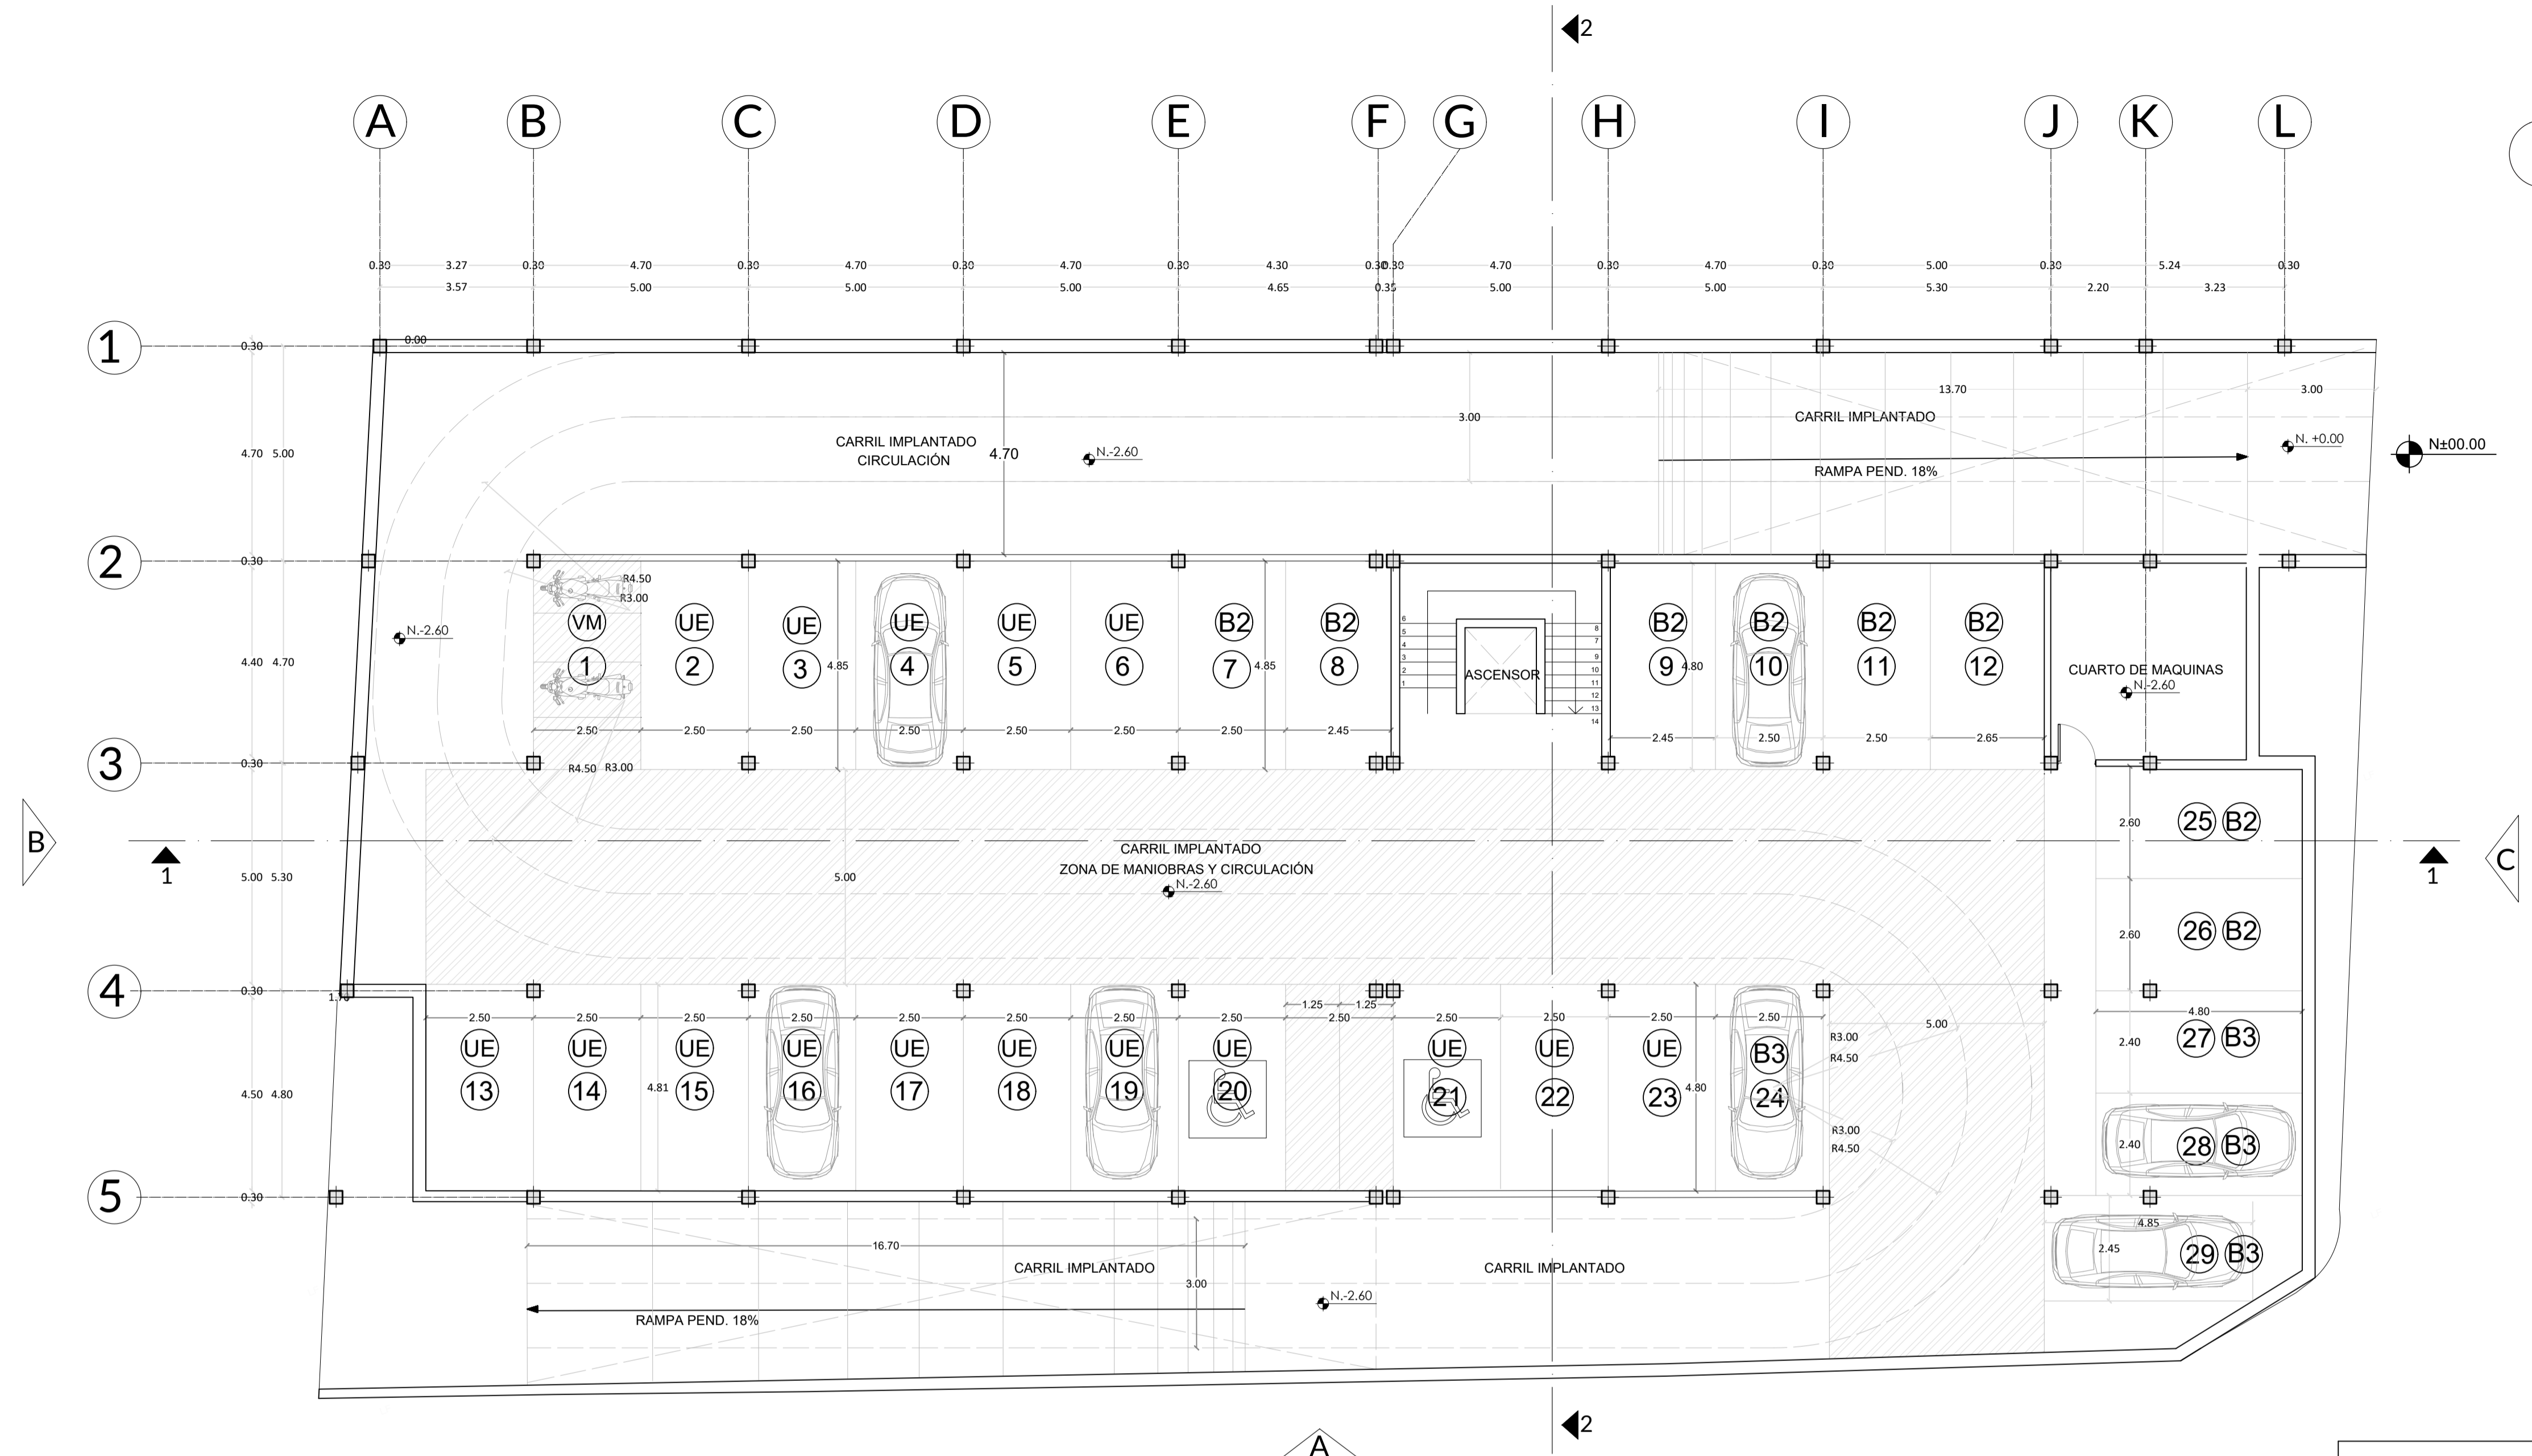 2
A B C D E F G H I J K L
0.30 3.27 0.30 4.70 0.30 4.70 0.30 4.70 0.30 4.30 0.30 0.30 4.70 0.30 4.70 0.30 5.00 0.30 5.24 0.30
3.57 5.00 5.00 5.00 4.65 0.35 5.00 5.00 5.30 2.20 3.23
1 0.30 0.00
13.70 3.00
3.00 CARRIL IMPLANTADO
CARRIL IMPLANTADO
CIRCULACIÓN 4.70 N.-2.60
N. +0.00 N±00.00
4.70 5.00
RAMPA PEND. 18%
2 0.30
R4.50
R3.00
VM UE UE UE UE UE B2 B2 B2 B2 B2 B2
N.-2.60
1 2 3 4 5 6 7 8 9 10 11 12
4.85 4.85 4.80
4.40 4.70
6
5
4
3
2
1
ASCENSOR
8
7
9
10
11
12
13
14
CUARTO DE MAQUINAS
N.-2.60
2.50 2.50 2.50 2.50 2.50 2.50 2.50 2.45 2.45 2.50 2.50 2.65
3 0.30
R4.50 R3.00
2.60 25 B2
B C
1 1
CARRIL IMPLANTADO
ZONA DE MANIOBRAS Y CIRCULACIÓN
N.-2.60
5.00 5.30 5.00
2.60 26 B2
4 0.30
1.25 1.25
2.50 2.50 2.50 2.50 2.50 2.50 2.50 2.50 2.50 2.50 2.50 2.50 2.50
4.80
5.00
UE UE UE UE UE UE UE UE UE UE UE B3
13 14 15 16 17 18 19 20 21 22 23 24
R3.00
R4.50
2.40 27 B3
4.50 4.80 4.81 4.80
R3.00
R4.50
2.40 28 B3
5 0.30
4.85
2.45 29 B3
16.70
CARRIL IMPLANTADO CARRIL IMPLANTADO
3.00
N.-2.60
RAMPA PEND. 18%
2
A